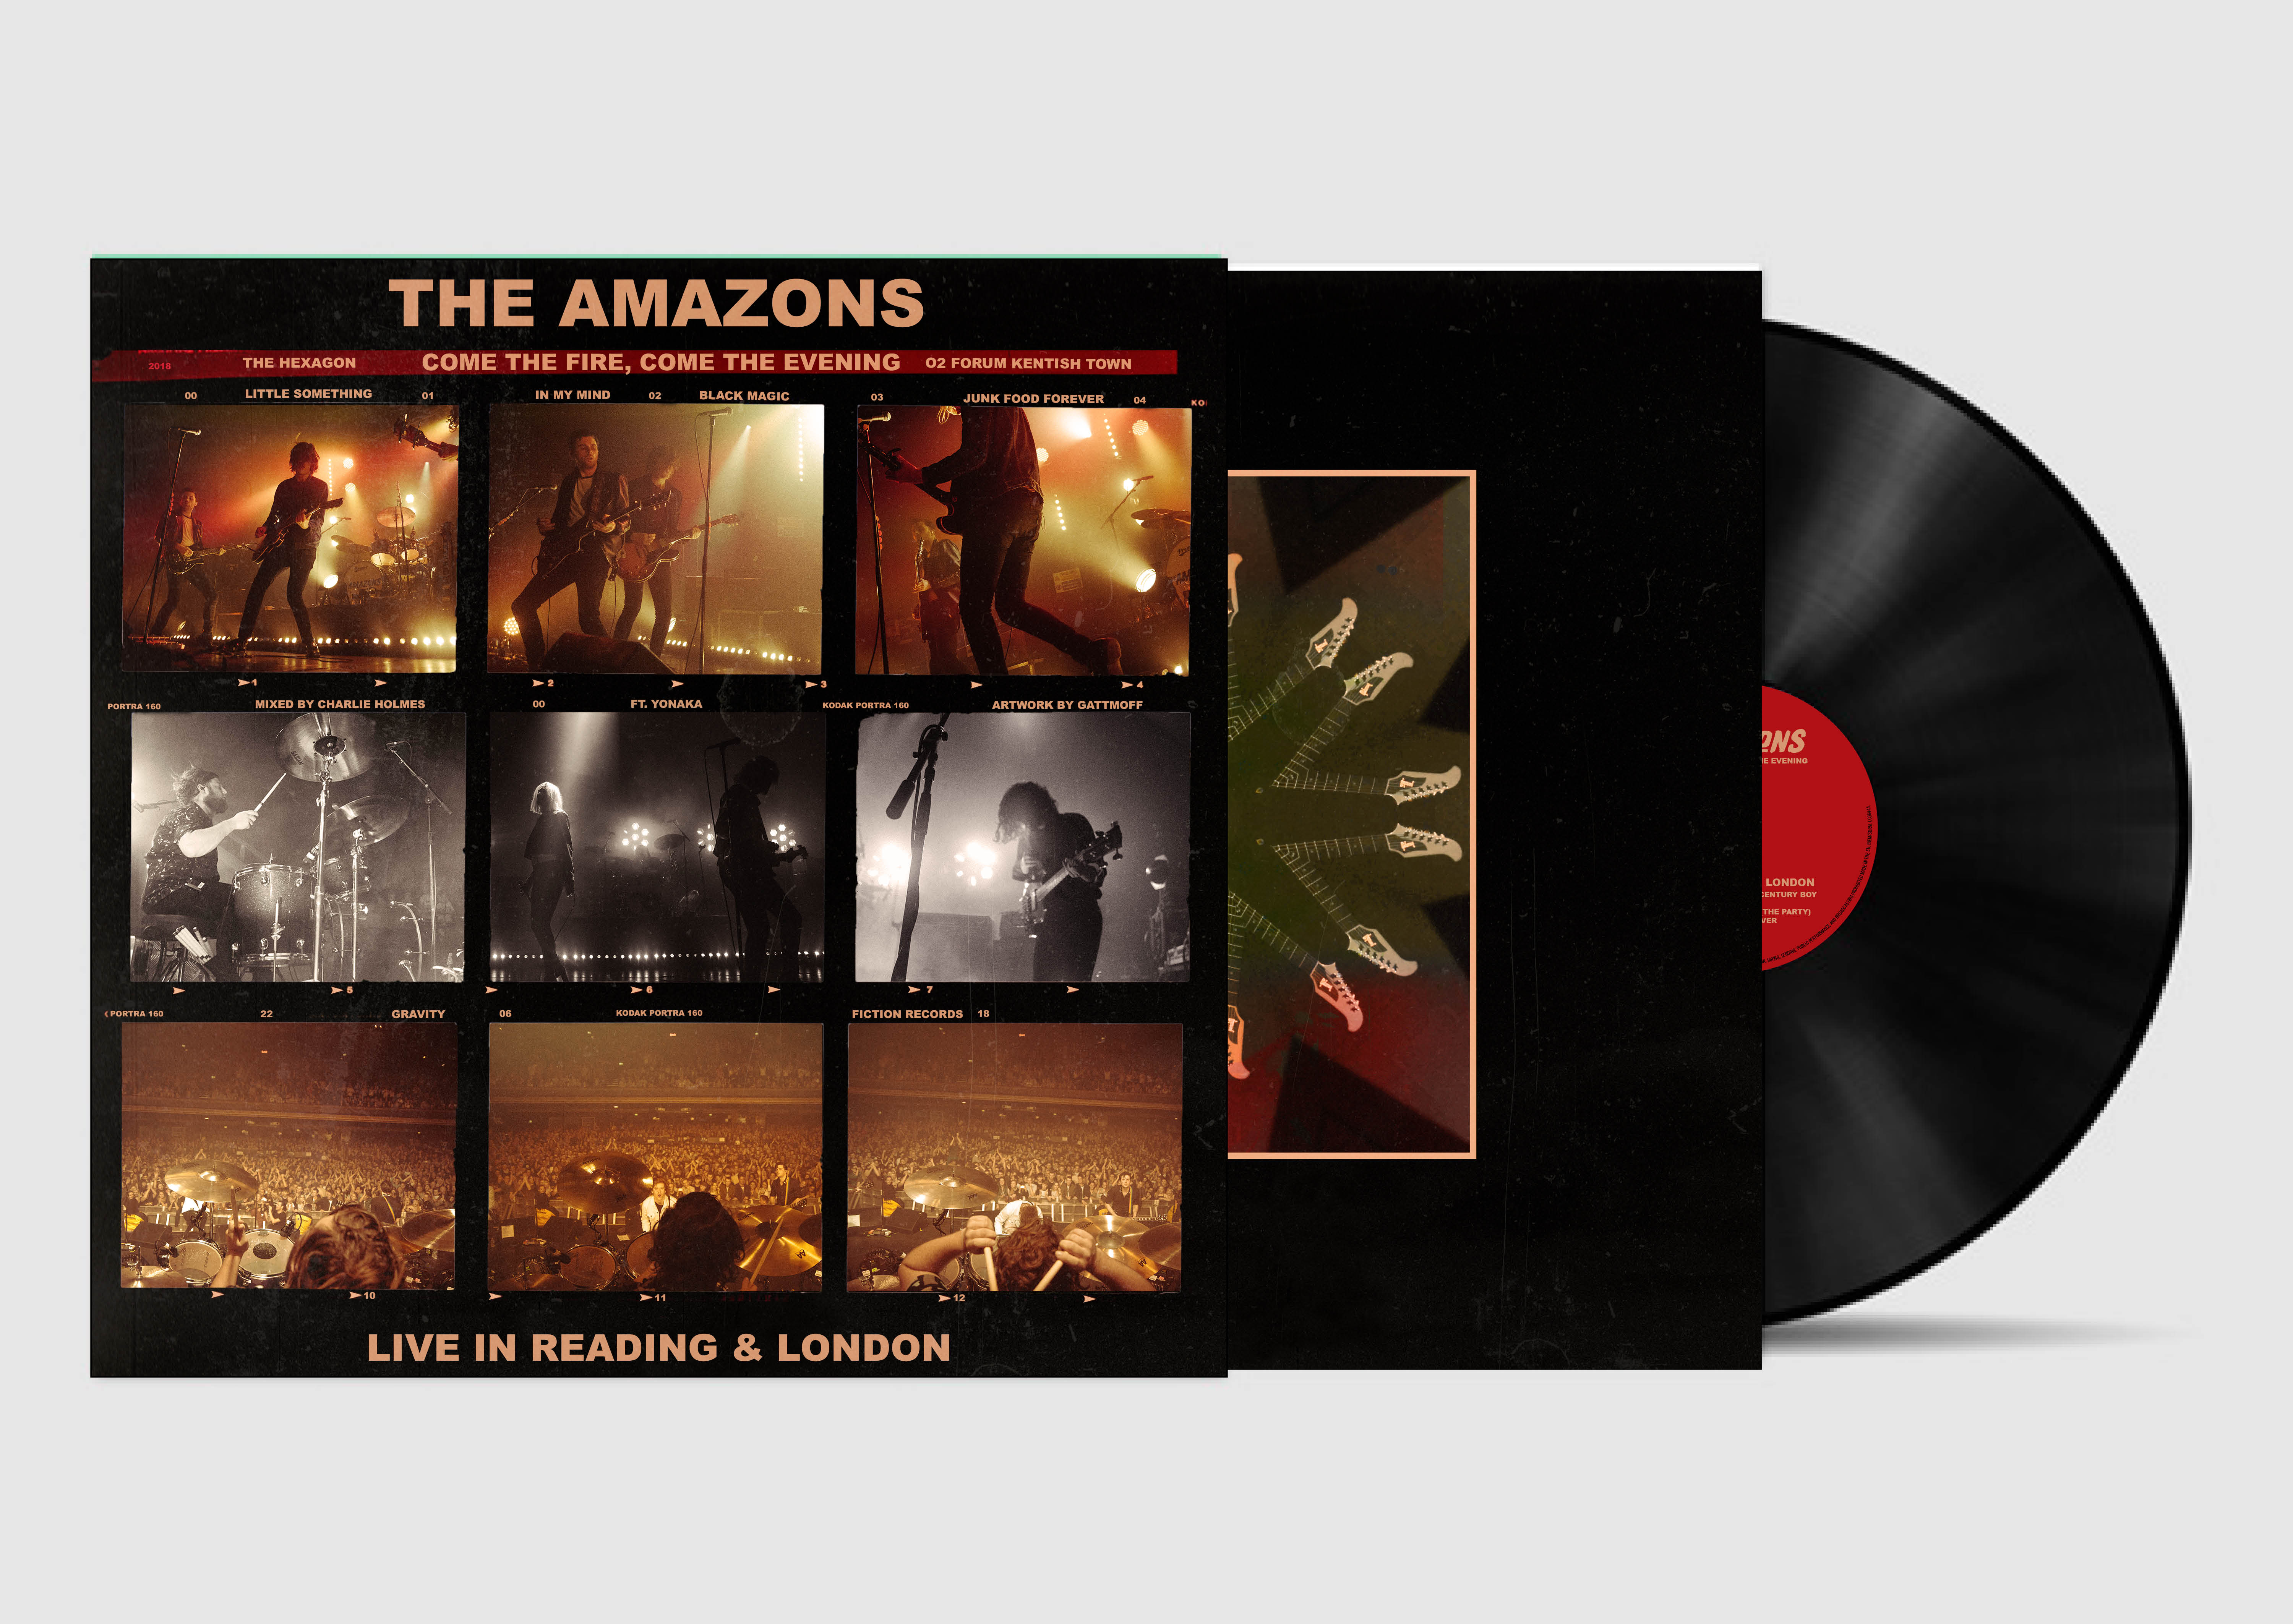 THE AMAZONS
2018 THE HEXAGON COME THE FIRE, COME THE EVENING O2 FORUM KENTISH TOWN
00 LITTLE SOMETHING 01 IN MY MIND 02 BLACK MAGIC 03 JUNK FOOD FOREVER 04 KO
AMAZONS
1 2 3 4
PORTRA 160 MIXED BY CHARLIE HOLMES 00 FT. YONAKA KODAK PORTRA 160 ARTWORK BY GATTMOFF
5 6 7
PORTRA 160 22 GRAVITY 06 KODAK PORTRA 160 FICTION RECORDS 18
10 11 12
LIVE IN READING & LONDON
ONS
E EVENING
LONDON
CENTURY BOY
(THE PARTY)
VER